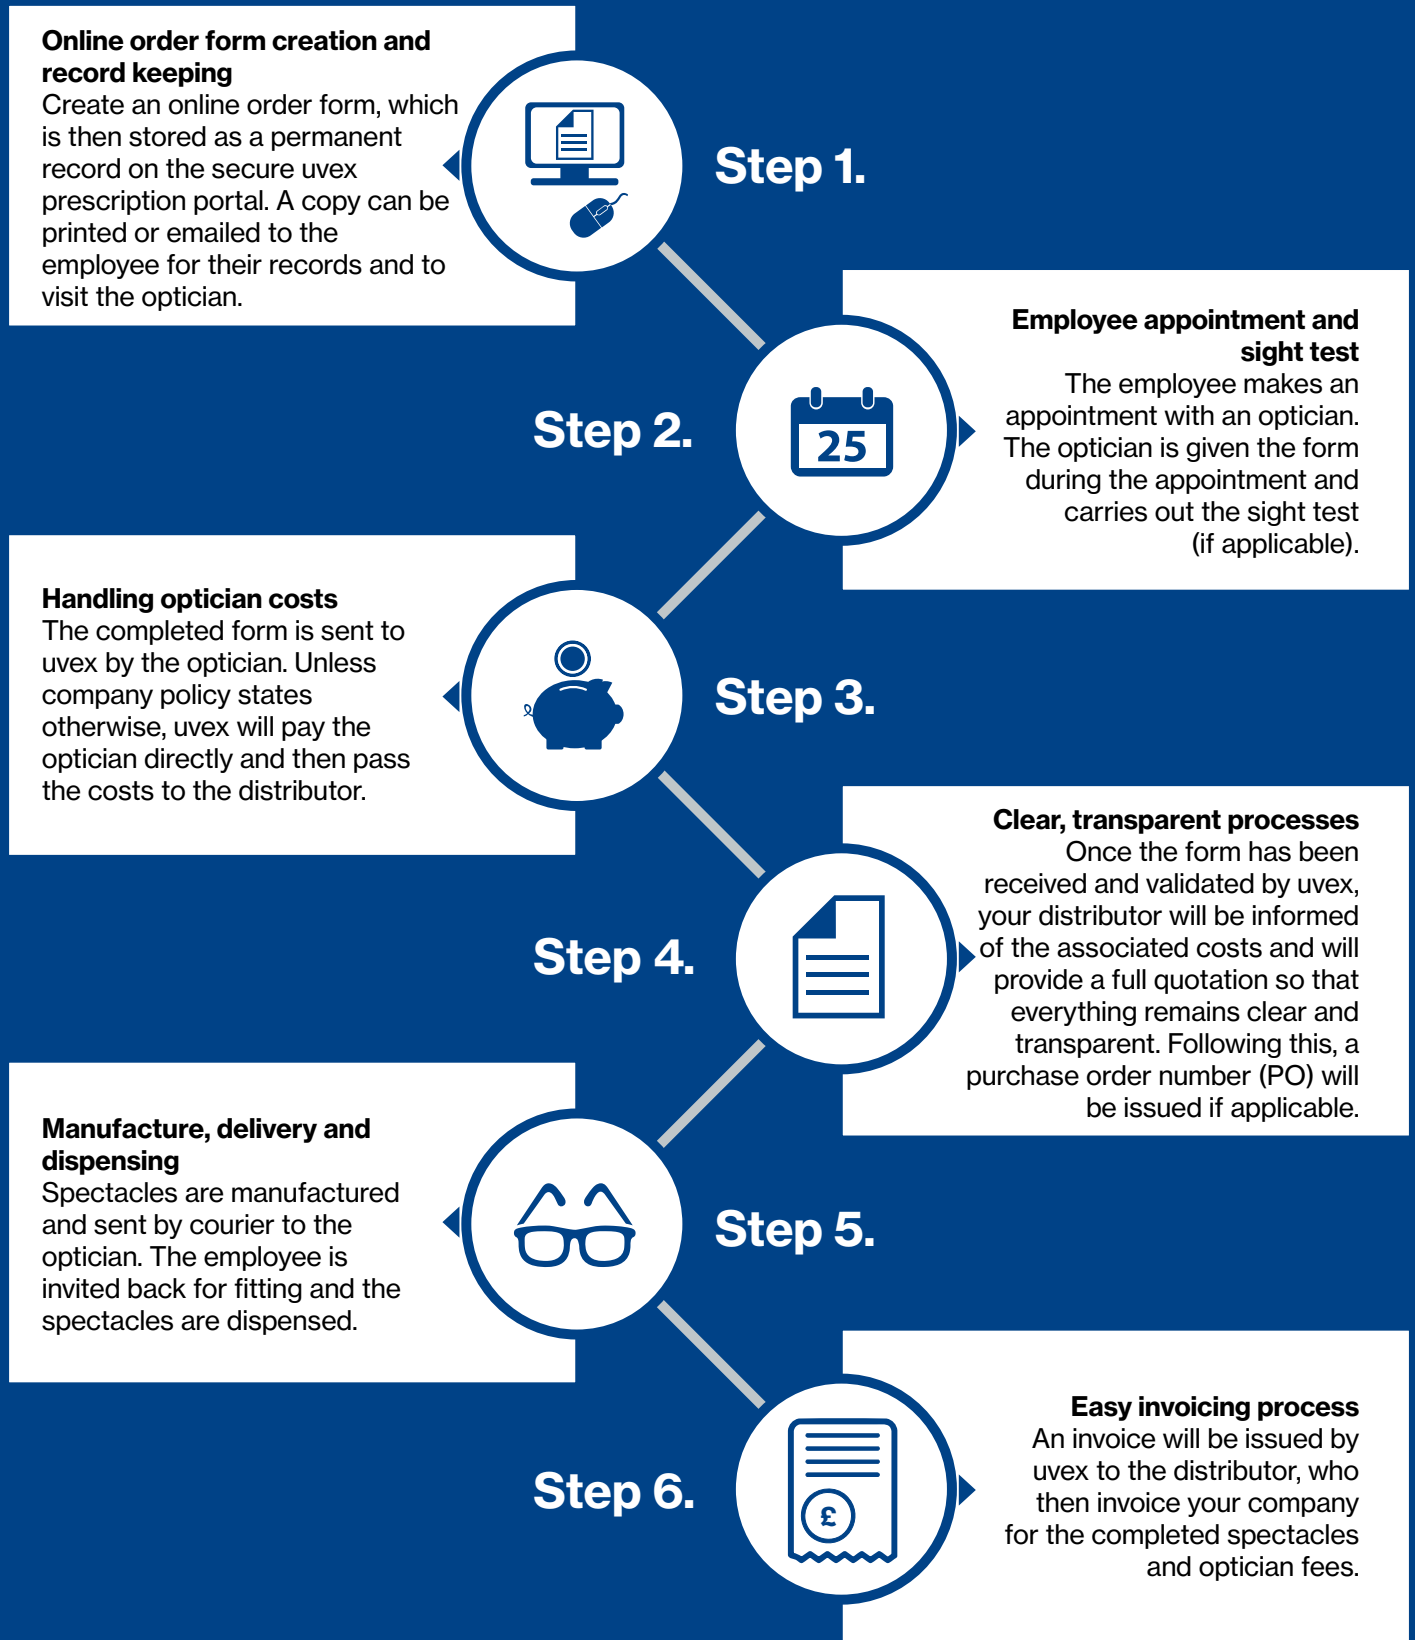 Online order form creation and
record keeping
Create an online order form, which
is then stored as a permanent
record on the secure uvex
prescription portal. A copy can be
printed or emailed to the
employee for their records and to
visit the optician.
Step 1.
Employee appointment and
sight test
The employee makes an
appointment with an optician.
The optician is given the form
during the appointment and
carries out the sight test
(if applicable).
Step 2.
25
Handling optician costs
The completed form is sent to
uvex by the optician. Unless
company policy states
otherwise, uvex will pay the
optician directly and then pass
the costs to the distributor.
Step 3.
Clear, transparent processes
Once the form has been
received and validated by uvex,
your distributor will be informed
of the associated costs and will
provide a full quotation so that
everything remains clear and
transparent. Following this, a
purchase order number (PO) will
be issued if applicable.
Step 4.
Manufacture, delivery and
dispensing
Spectacles are manufactured
and sent by courier to the
optician. The employee is
invited back for fitting and the
spectacles are dispensed.
Step 5.
Easy invoicing process
An invoice will be issued by
uvex to the distributor, who
then invoice your company
for the completed spectacles
and optician fees.
Step 6.
£